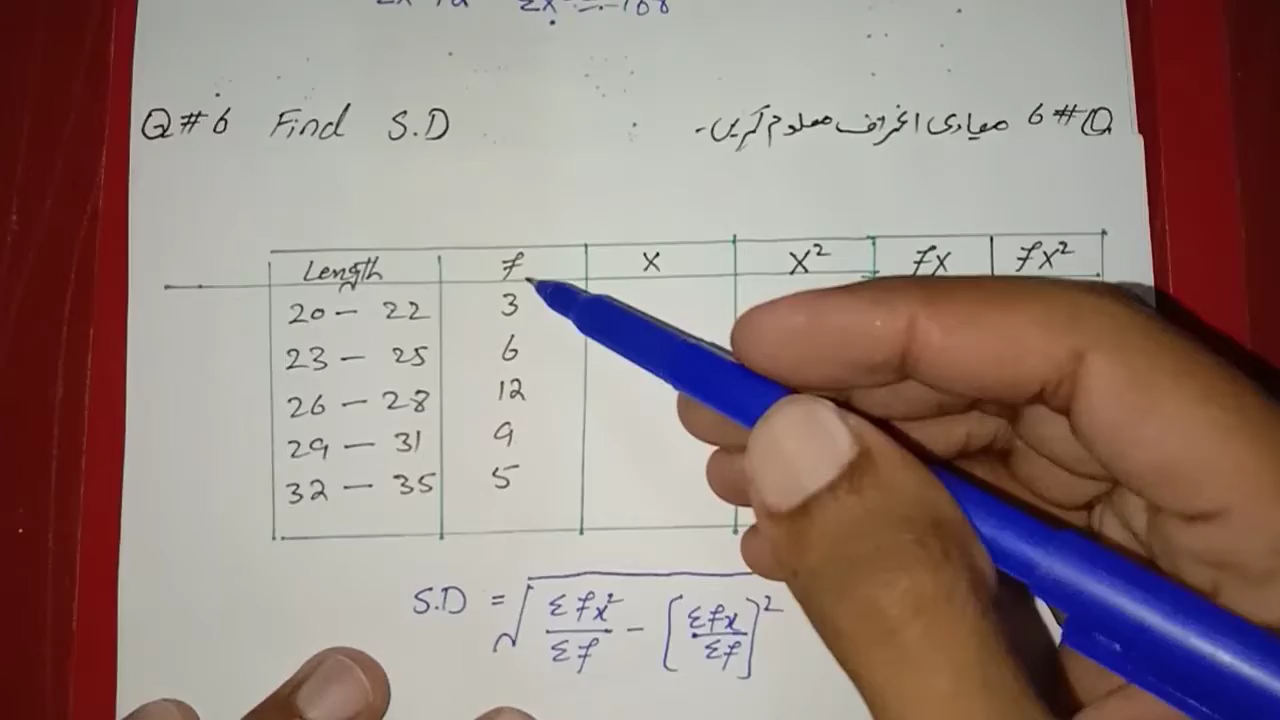 Q#6 Find S.D
Q#6 معیاری انحراف معلوم کریں۔
Length f x x² fx fx²
20 - 22 3
23 - 25 6
26 - 28 12
29 - 31 9
32 - 35 5
S.D = √ Σfx²/Σf - [Σfx/Σf]²